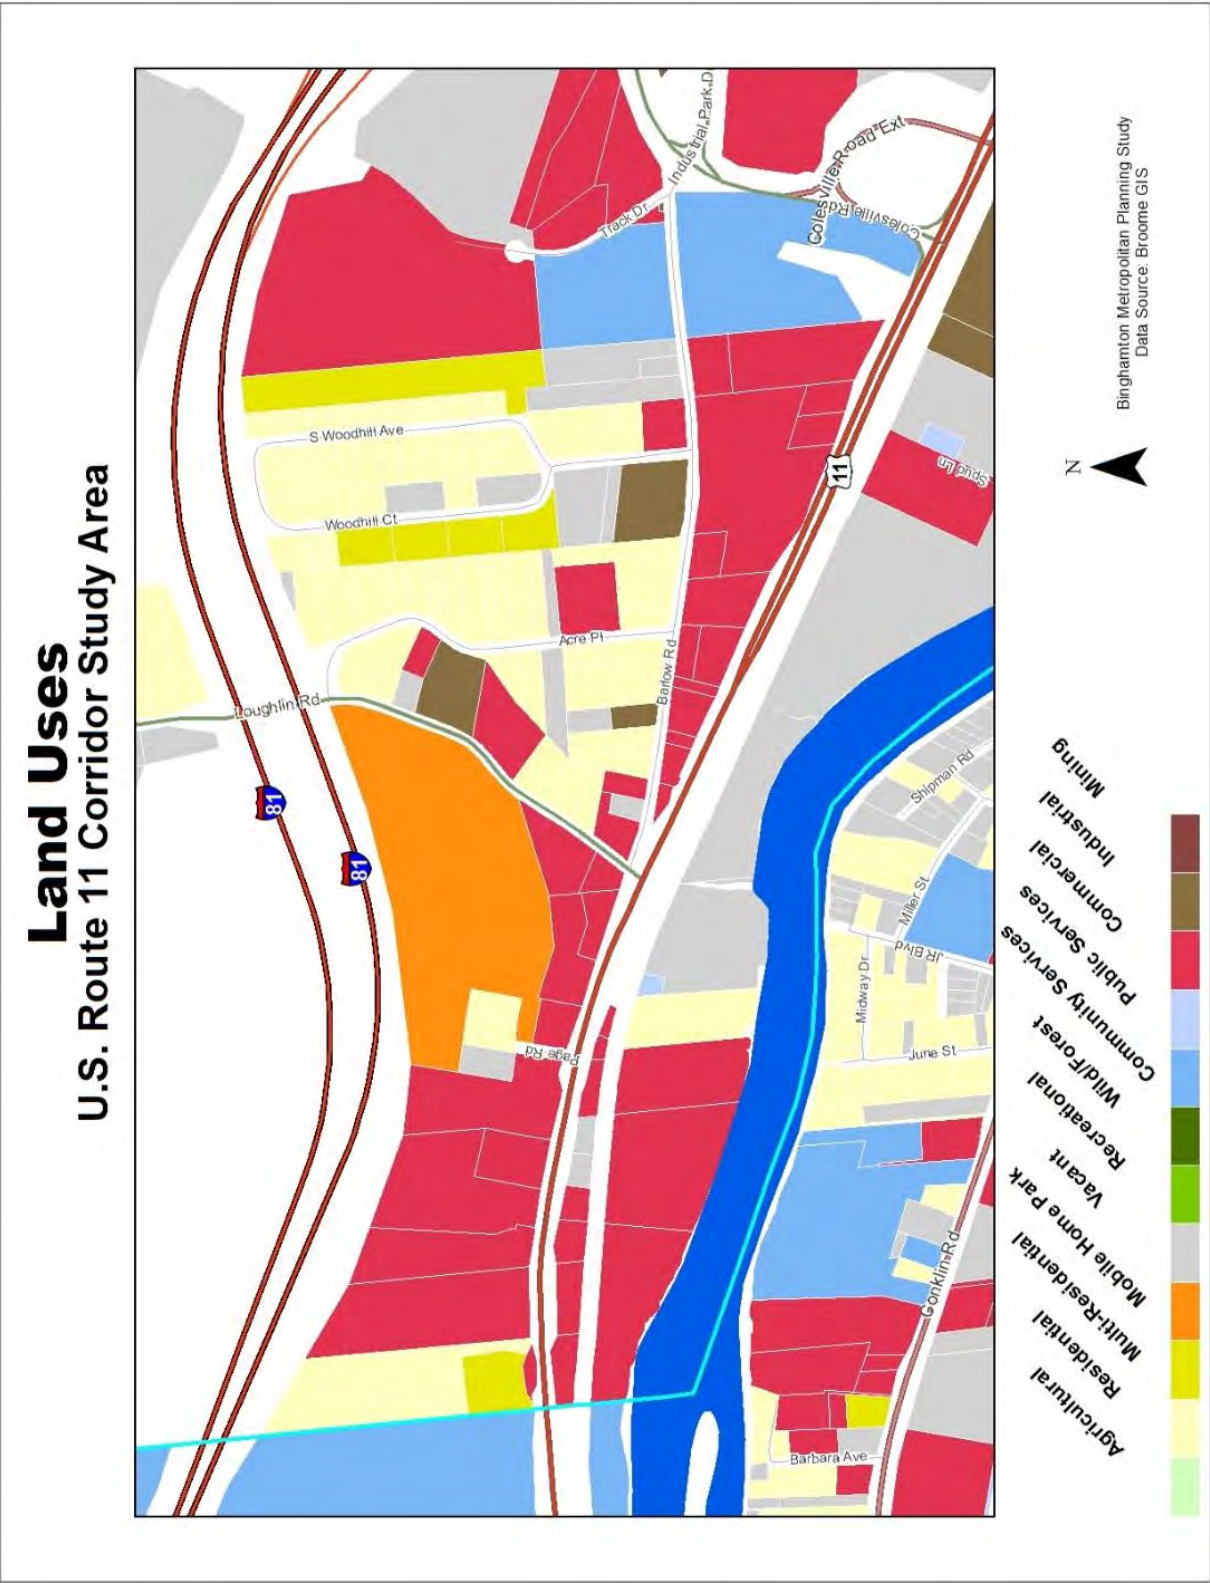 Land Uses
U.S. Route 11 Corridor Study Area
81
81
Loughlin Rd
S Woodhill Ave
Woodhill Ct
Acre Pl
Barlow Rd
Track Dr
Industrial Park D
Colesville Road Ext
Colesville Rd
11
Spud Ln
Page Rd
Shipman Rd
Miller St
JR Blvd
Midway Dr
June St
Conklin Rd
Barbara Ave
N
Binghamton Metropolitan Planning Study
Data Source: Broome GIS
Agricultural
Residential
Multi-Residential
Mobile Home Park
Vacant
Recreational
Wild/Forest
Community Services
Public Services
Commercial
Industrial
Mining